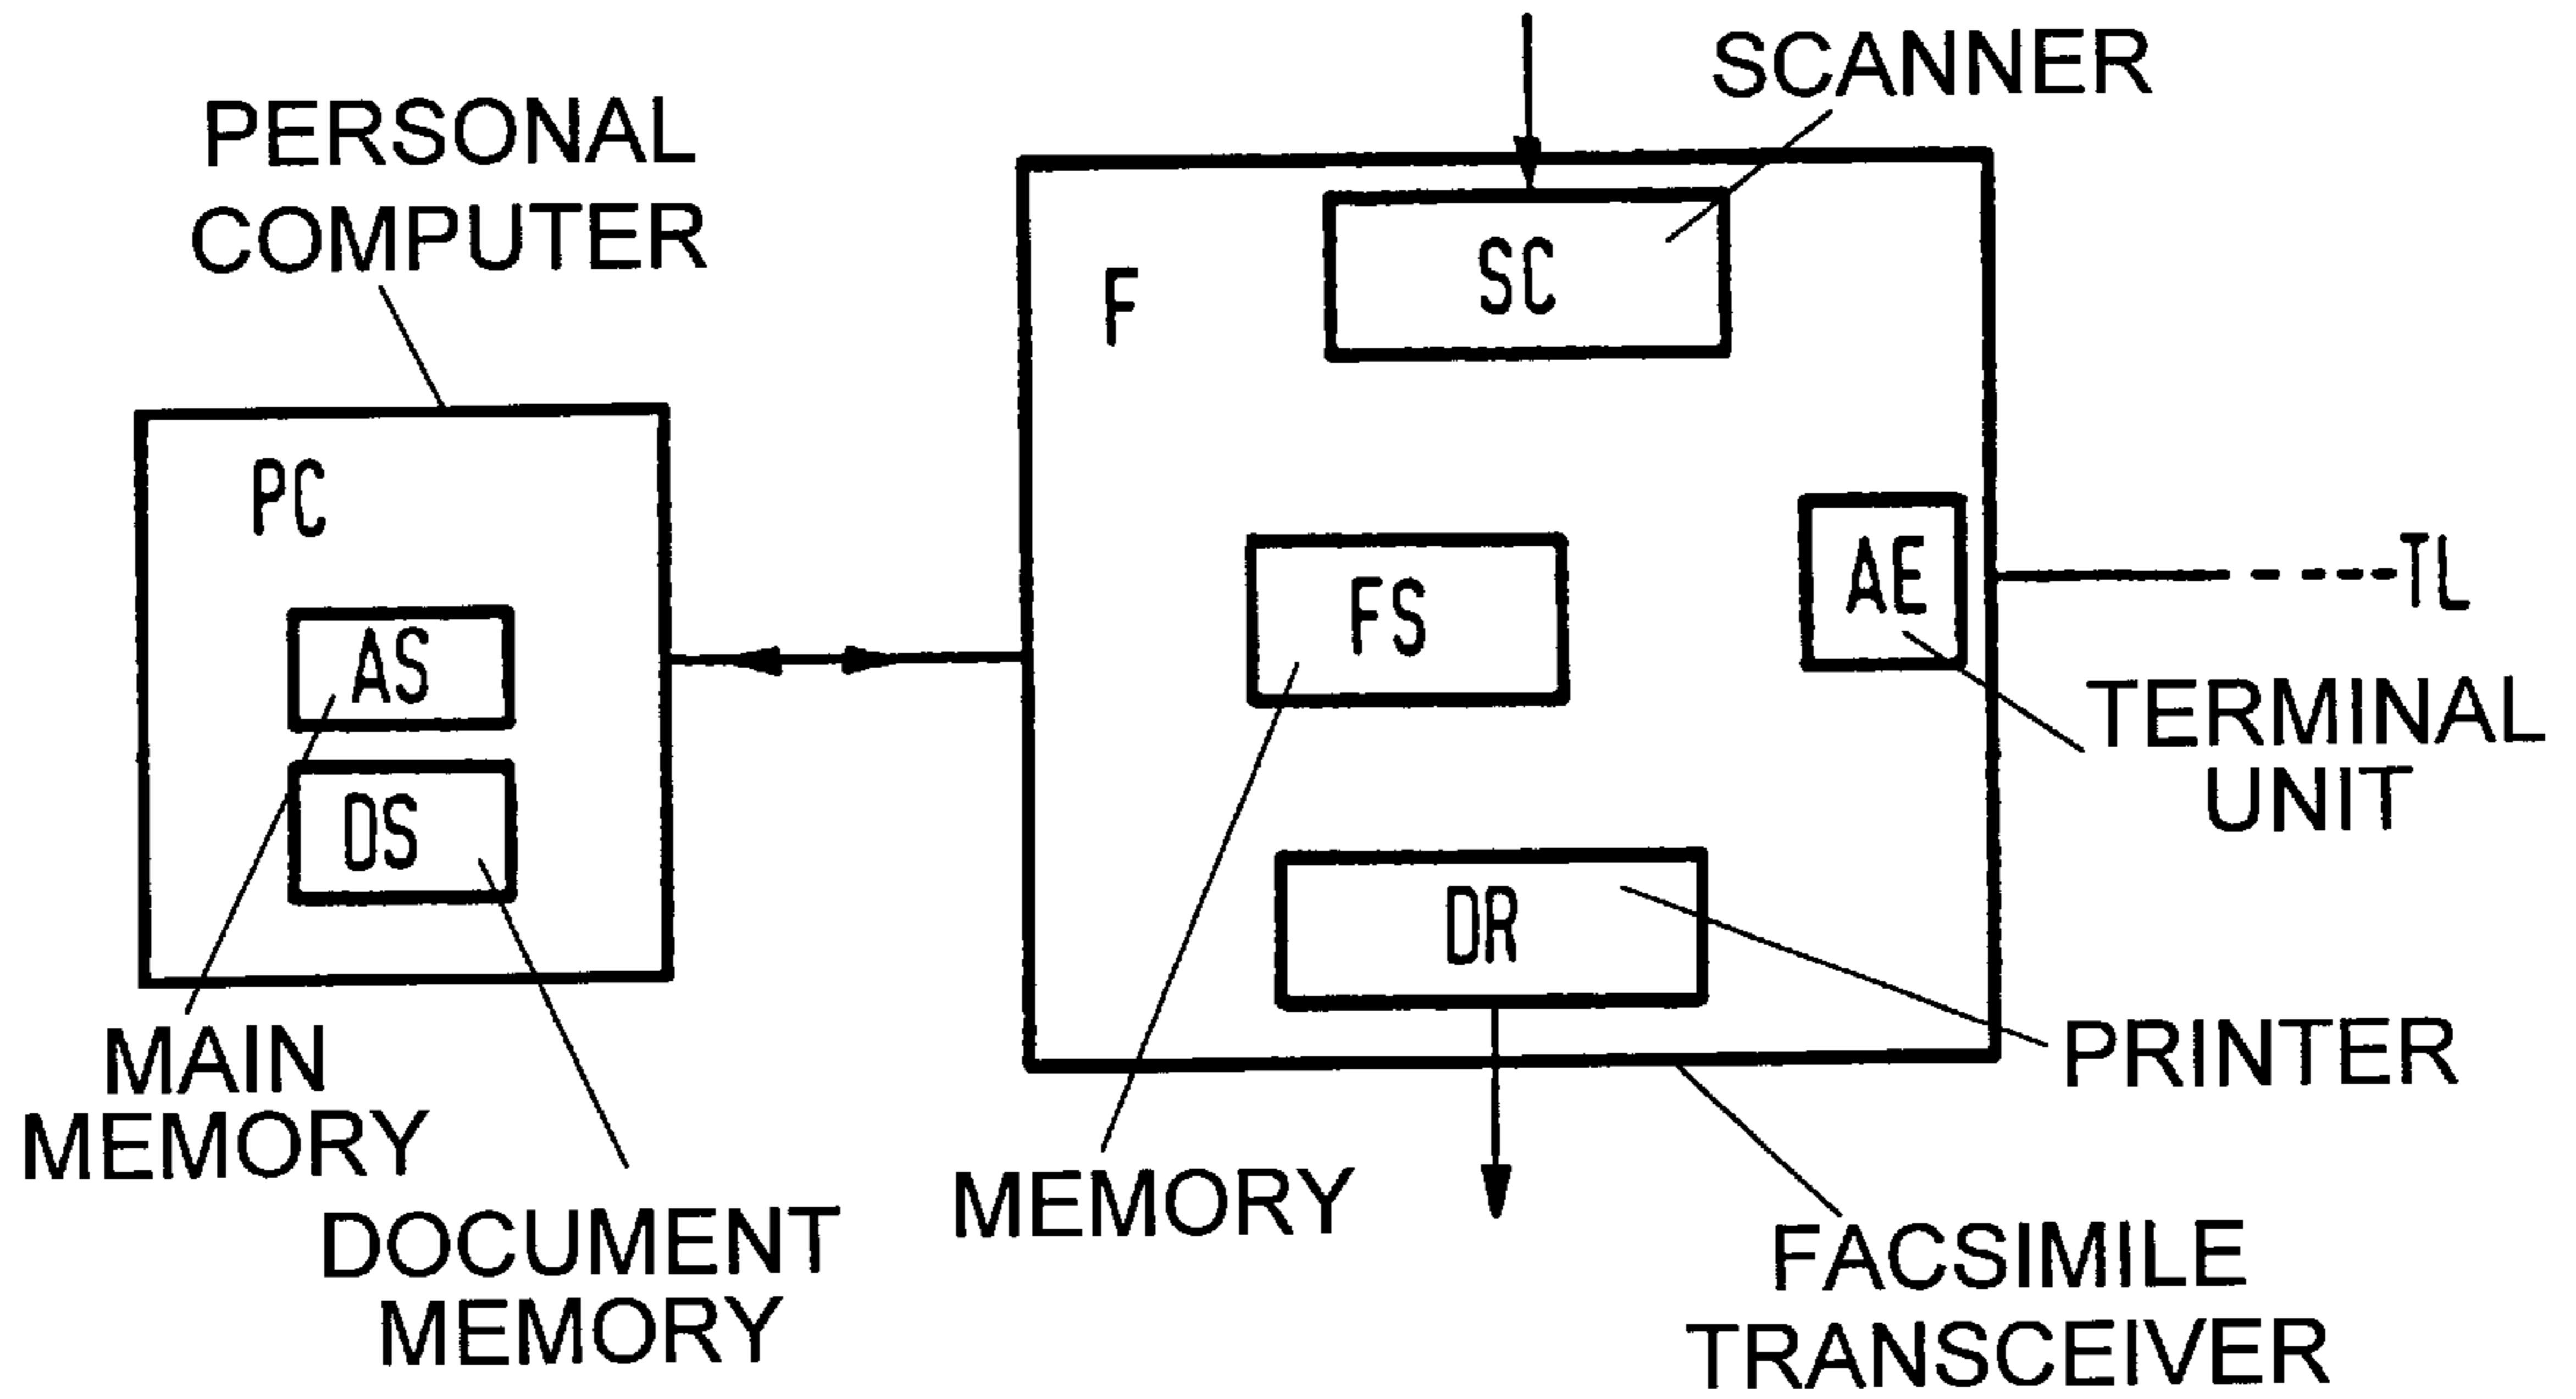 SCANNER
PERSONAL
COMPUTER
SC
F
PC
AE
TL
FS
AS
TERMINAL
UNIT
DS
DR
PRINTER
MAIN
MEMORY
MEMORY
DOCUMENT
MEMORY
FACSIMILE
TRANSCEIVER